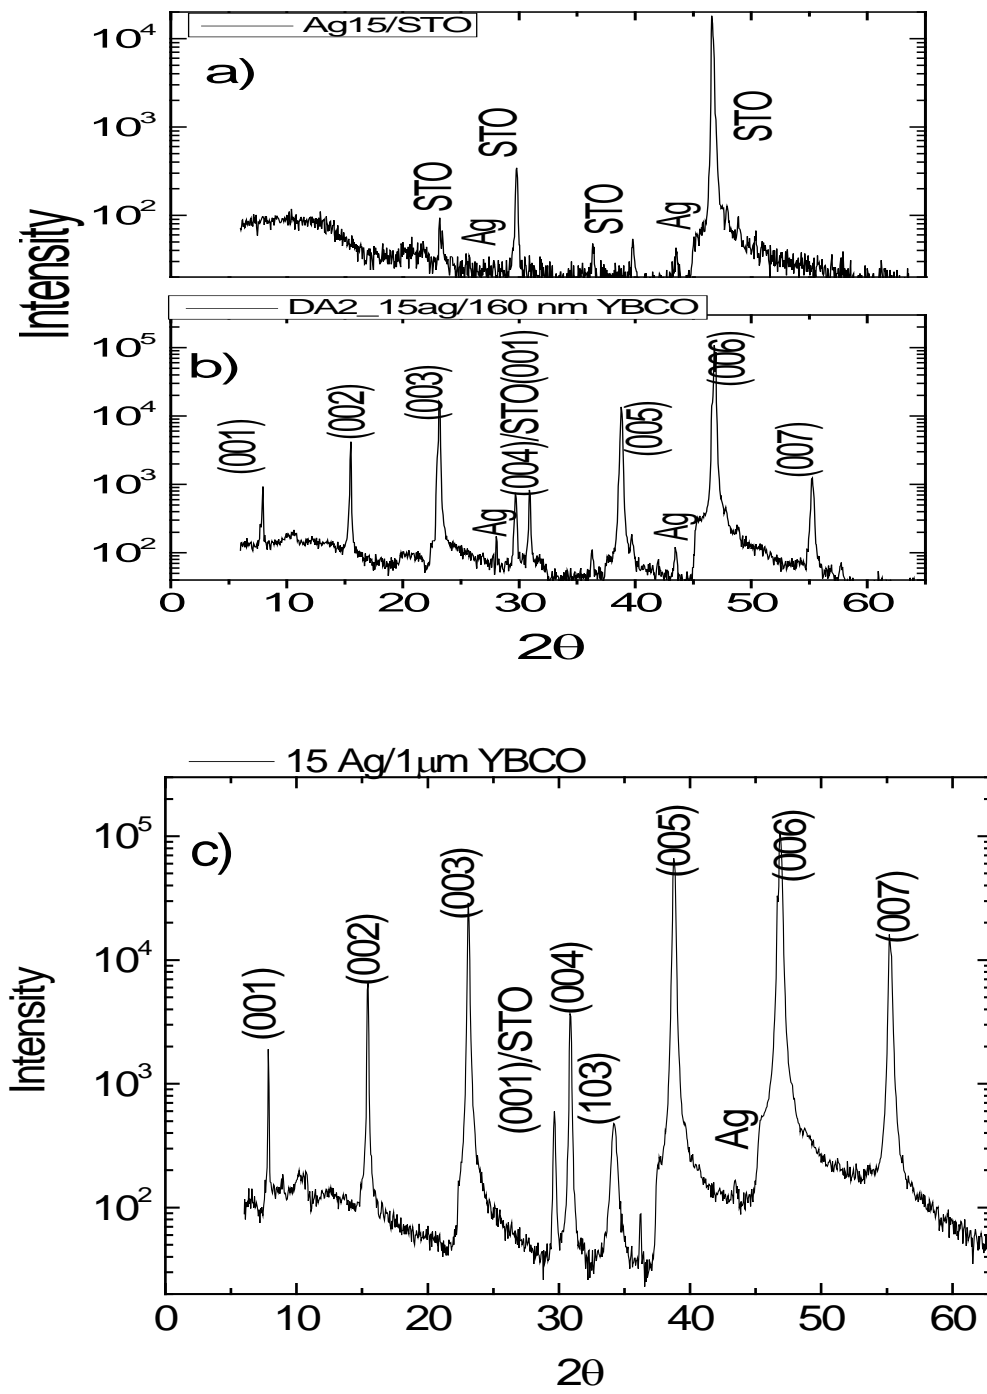 Ag15/STO
a)
10⁴
10³
10²
Intensity
STO
Ag
STO
STO
Ag
STO
DA2_15ag/160 nm YBCO
b)
10⁵
10⁴
10³
10²
(001)
(002)
(003)
Ag
(004)/STO(001)
(005)
Ag
(006)
(007)
0 10 20 30 40 50 60
2θ
15 Ag/1μm YBCO
c)
10⁵
10⁴
10³
10²
Intensity
(001)
(002)
(003)
(001)/STO
(004)
(103)
(005)
Ag
(006)
(007)
0 10 20 30 40 50 60
2θ